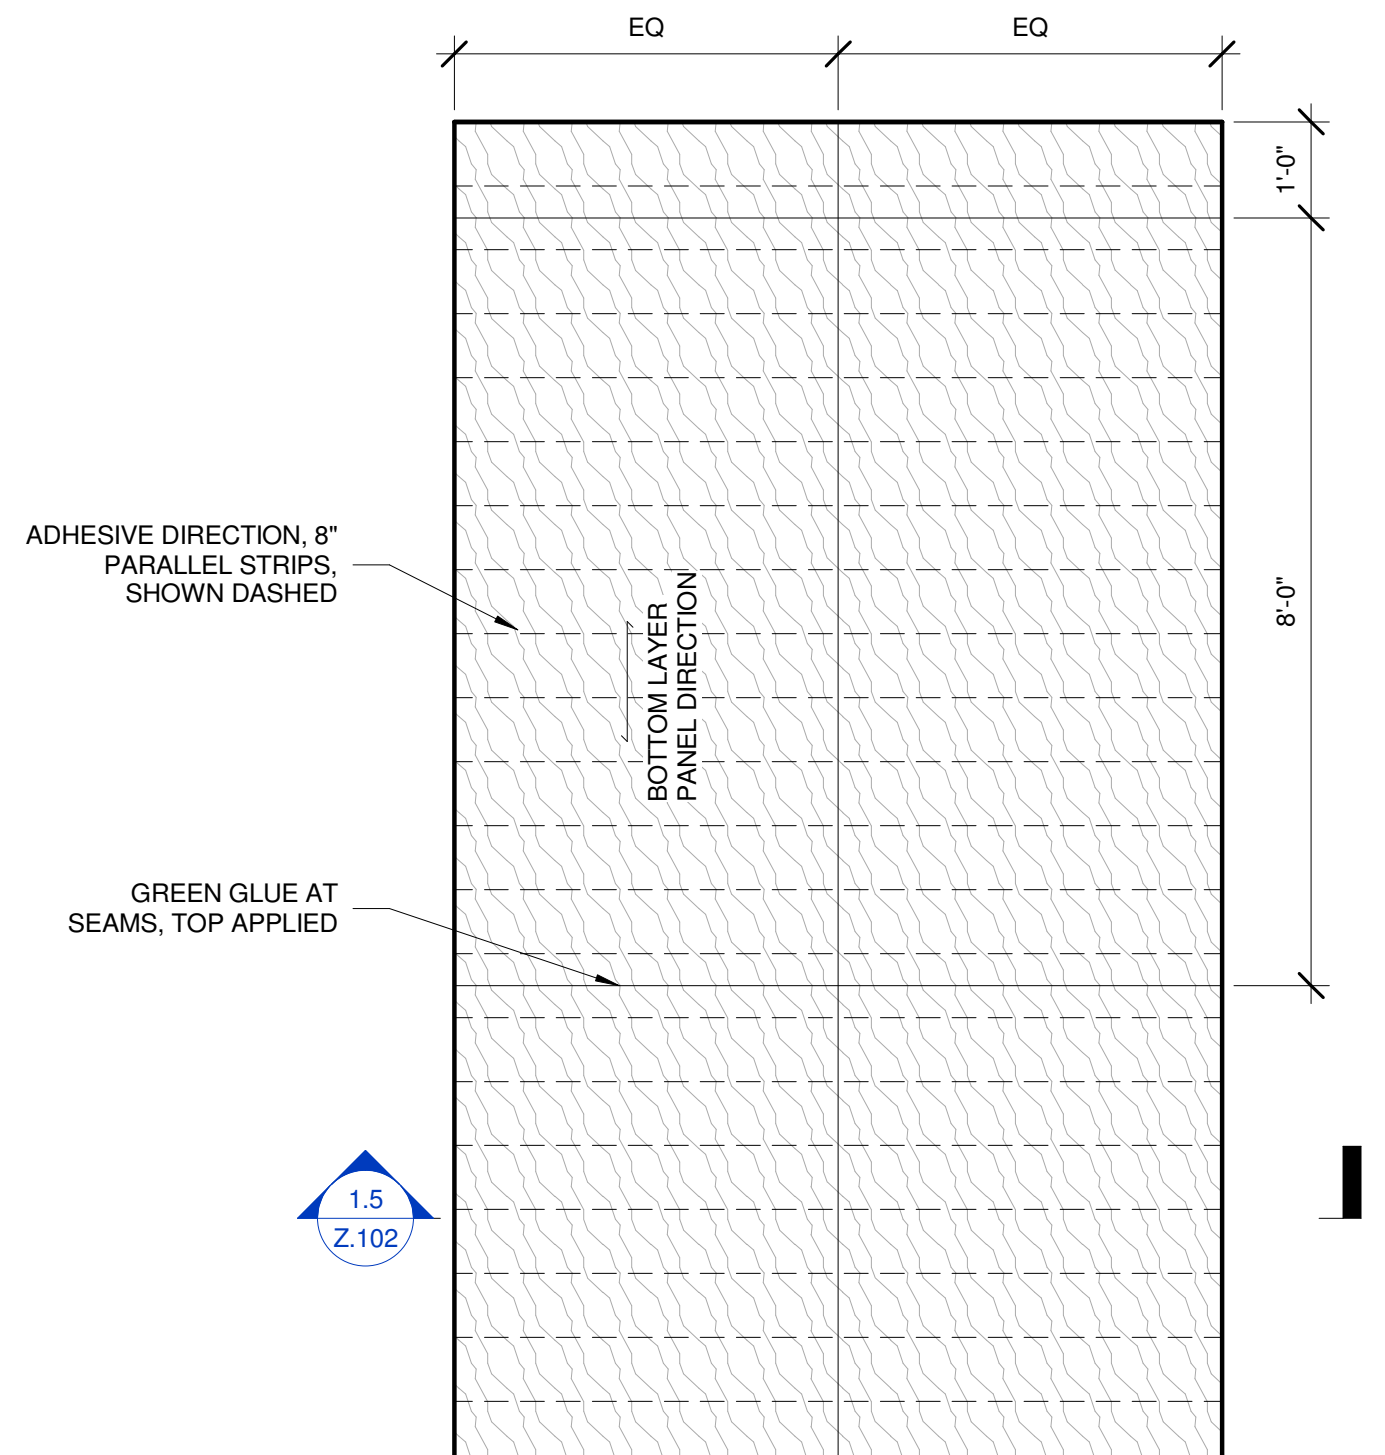 EQ
EQ
1'-0"
ADHESIVE DIRECTION, 8"
PARALLEL STRIPS,
SHOWN DASHED
BOTTOM LAYER
PANEL DIRECTION
8'-0"
GREEN GLUE AT
SEAMS, TOP APPLIED
1.5
Z.102